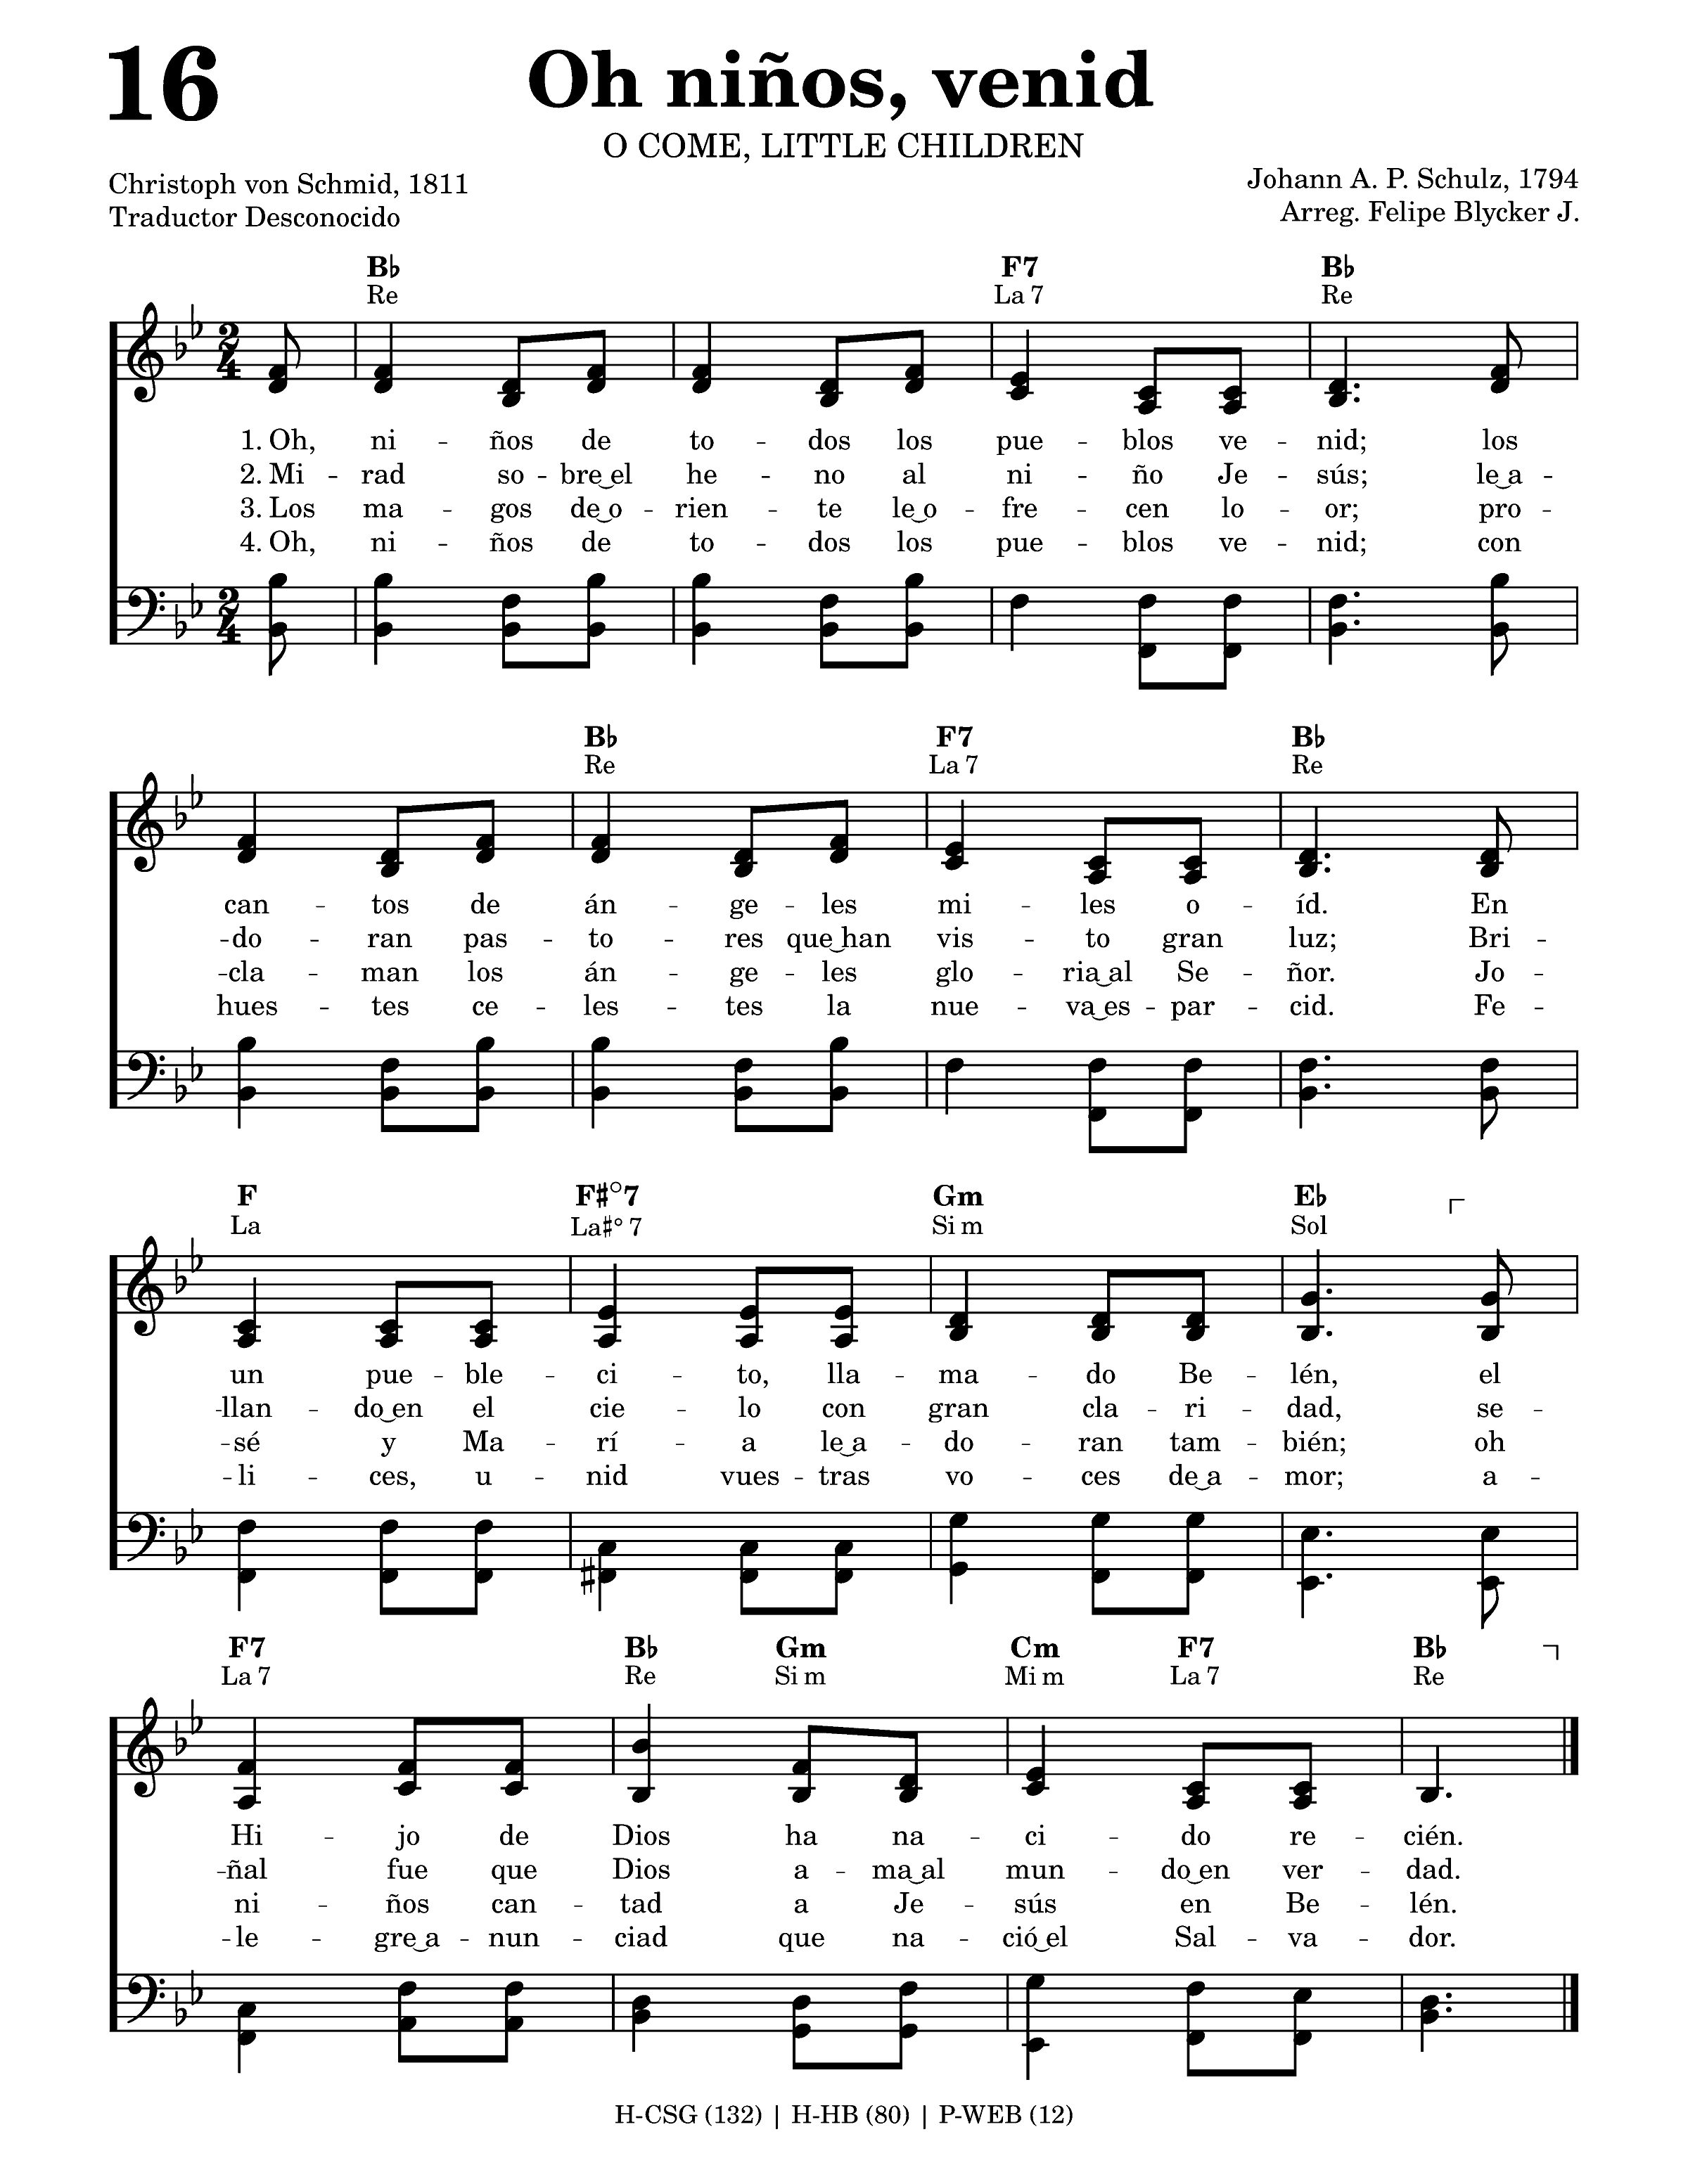 16
Oh niños, venid
O COME, LITTLE CHILDREN
Christoph von Schmid, 1811
Traductor Desconocido
Johann A. P. Schulz, 1794
Arreg. Felipe Blycker J.
B♭ F7 B♭
Re La 7 Re
2/4
1. Oh, ni - ños de to - dos los pue - blos ve - nid; los
2. Mi - rad so - bre‿el he - no al ni - ño Je - sús; le‿a -
3. Los ma - gos de‿o - rien - te le‿o - fre - cen lo - or; pro -
4. Oh, ni - ños de to - dos los pue - blos ve - nid; con
2/4
B♭ F7 B♭
Re La 7 Re
can - tos de án - ge - les mi - les o - íd. En
- do - ran pas - to - res que‿han vis - to gran luz; Bri -
- cla - man los án - ge - les glo - ria‿al Se - ñor. Jo -
hues - tes ce - les - tes la nue - va‿es - par - cid. Fe -
F F♯○7 Gm E♭
La La♯° 7 Si m Sol
un pue - ble - ci - to, lla - ma - do Be - lén, el
- llan - do‿en el cie - lo con gran cla - ri - dad, se -
- sé y Ma - rí - a le‿a - do - ran tam - bién; oh
- li - ces, u - nid vues - tras vo - ces de‿a - mor; a -
F7 B♭ Gm Cm F7 B♭
La 7 Re Si m Mi m La 7 Re
Hi - jo de Dios ha na - ci - do re - cién.
- ñal fue que Dios a - ma‿al mun - do‿en ver - dad.
ni - ños can - tad a Je - sús en Be - lén.
- le - gre‿a - nun - ciad que na - ció‿el Sal - va - dor.
H-CSG (132) | H-HB (80) | P-WEB (12)